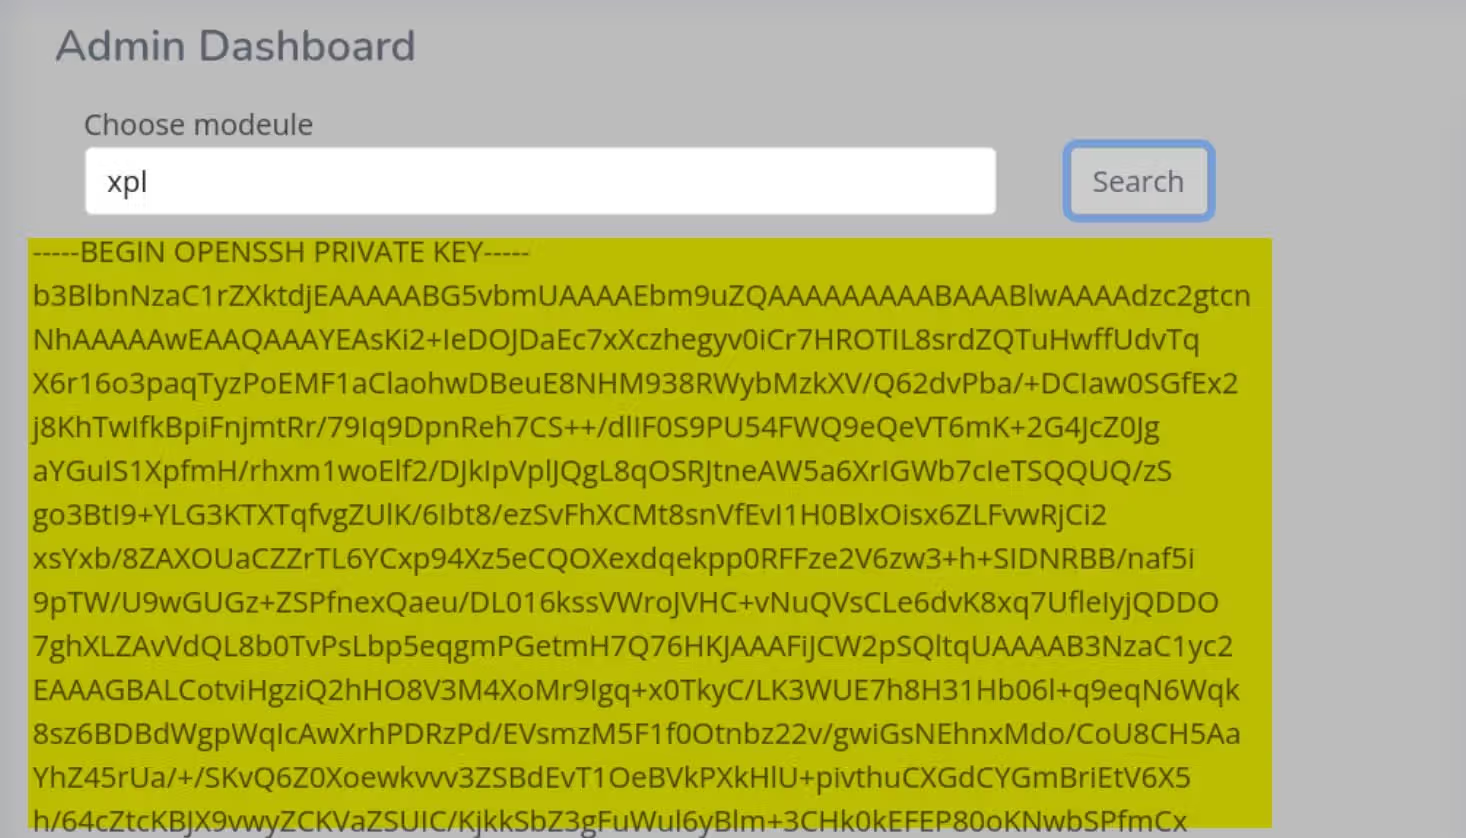 Admin Dashboard
Choose modeule
xpl
Search
-----BEGIN OPENSSH PRIVATE KEY-----
b3BlbnNzaC1rZXktdjEAAAAABG5vbmUAAAAEbm9uZQAAAAAAAAABAAABlwAAAAdzc2gtcn
NhAAAAAwEAAQAAAYEAsKi2+IeDOJDaEc7xXczhegyv0iCr7HROTIL8srdZQTuHwffUdvTq
X6r16o3paqTyzPoEMF1aClaohwDBeuE8NHM938RWybMzkXV/Q62dvPba/+DCIaw0SGfEx2
j8KhTwIfkBpiFnjmtRr/79Iq9DpnReh7CS++/dlIF0S9PU54FWQ9eQeVT6mK+2G4JcZ0Jg
aYGuIS1XpfmH/rhxm1woElf2/DJkIpVplJQgL8qOSRJtneAW5a6XrIGWb7cIeTSQQUQ/zS
go3BtI9+YLG3KTXTqfvgZUlK/6Ibt8/ezSvFhXCMt8snVfEvI1H0BlxOisx6ZLFvwRjCi2
xsYxb/8ZAXOUaCZZrTL6YCxp94Xz5eCQOXexdqekpp0RFFze2V6zw3+h+SIDNRBB/naf5i
9pTW/U9wGUGz+ZSPfnexQaeu/DL016kssVWroJVHC+vNuQVsCLe6dvK8xq7UfleIyjQDDO
7ghXLZAvVdQL8b0TvPsLbp5eqgmPGetmH7Q76HKJAAAFiJCW2pSQltqUAAAAB3NzaC1yc2
EAAAGBALCotviHgziQ2hHO8V3M4XoMr9Igq+x0TkyC/LK3WUE7h8H31Hb06l+q9eqN6Wqk
8sz6BDBdWgpWqIcAwXrhPDRzPd/EVsmzM5F1f0Otnbz22v/gwiGsNEhnxMdo/CoU8CH5Aa
YhZ45rUa/+/SKvQ6Z0Xoewkvvv3ZSBdEvT1OeBVkPXkHlU+pivthuCXGdCYGmBriEtV6X5
h/64cZtcKBJX9vwyZCKVaZSUIC/KjkkSbZ3gFuWul6yBlm+3CHk0kEFEP80oKNwbSPfmCx